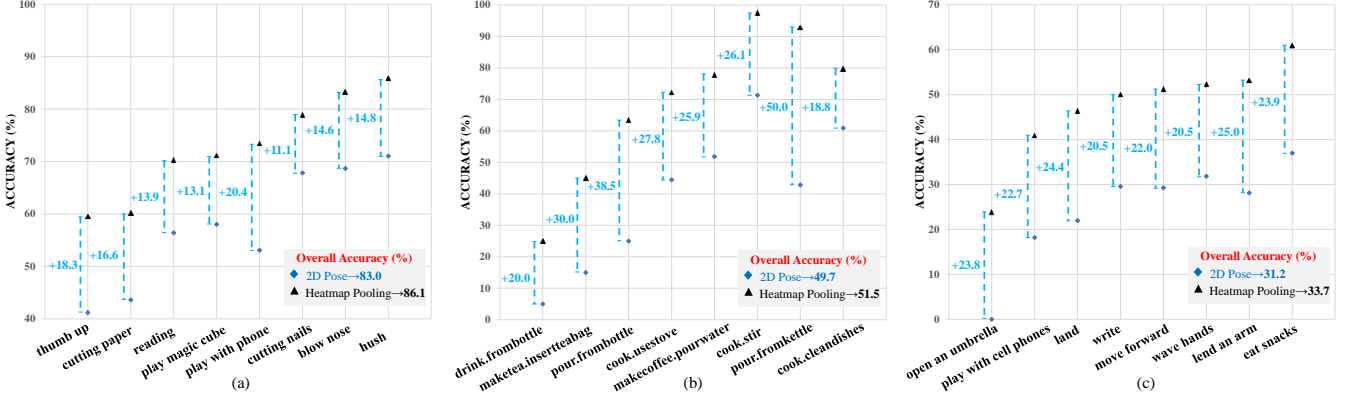 100
90
80
70
60
50
40
ACCURACY (%)
+18.3
+16.6
+13.9
+13.1
+20.4
+11.1
+14.6
+14.8
Overall Accuracy (%)
2D Pose→83.0
Heatmap Pooling→86.1
thumb up
cutting paper
reading
play magic cube
play with phone
cutting nails
blow nose
hush
(a)
100
90
80
70
60
50
40
30
20
10
0
ACCURACY (%)
+20.0
+30.0
+38.5
+27.8
+25.9
+26.1
+50.0
+18.8
Overall Accuracy (%)
2D Pose→49.7
Heatmap Pooling→51.5
drink.frombottle
maketea.insertteabag
pour.frombottle
cook.usestove
makecoffee.pourwater
cook.stir
pour.fromkettle
cook.cleandishes
(b)
70
60
50
40
30
20
10
0
ACCURACY (%)
+23.8
+22.7
+24.4
+20.5
+22.0
+20.5
+25.0
+23.9
Overall Accuracy (%)
2D Pose→31.2
Heatmap Pooling→33.7
open an umbrella
play with cell phones
land
write
move forward
wave hands
lend an arm
eat snacks
(c)